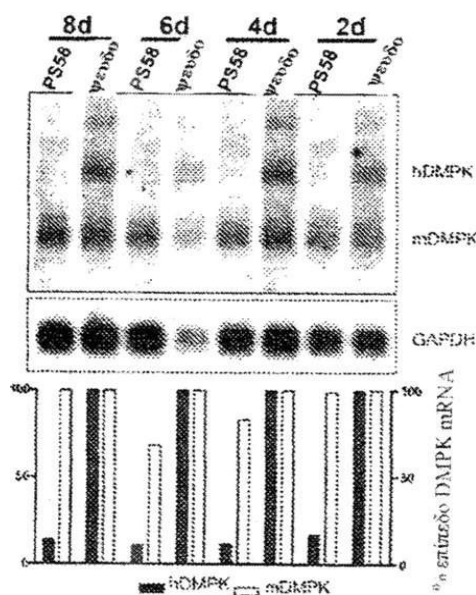 8d 6d 4d 2d
PS58 ψευδο PS58 ψευδο PS58 ψευδο PS58 ψευδο
hDMPK
mDMPK
GAPDH
100 100
50 50
0 0
% επίπεδο DMPK mRNA
hDMPK mDMPK